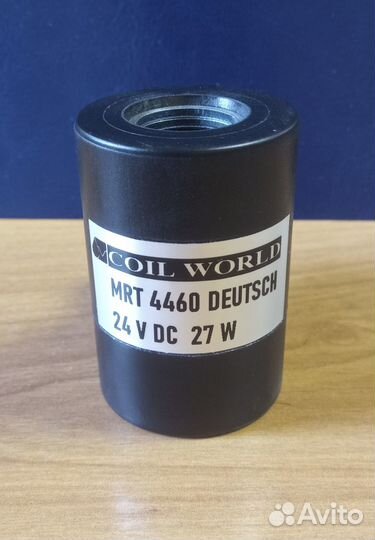 COIL WORLD
MRT 4460 DEUTSCH
24 V DC 27 W
Avito